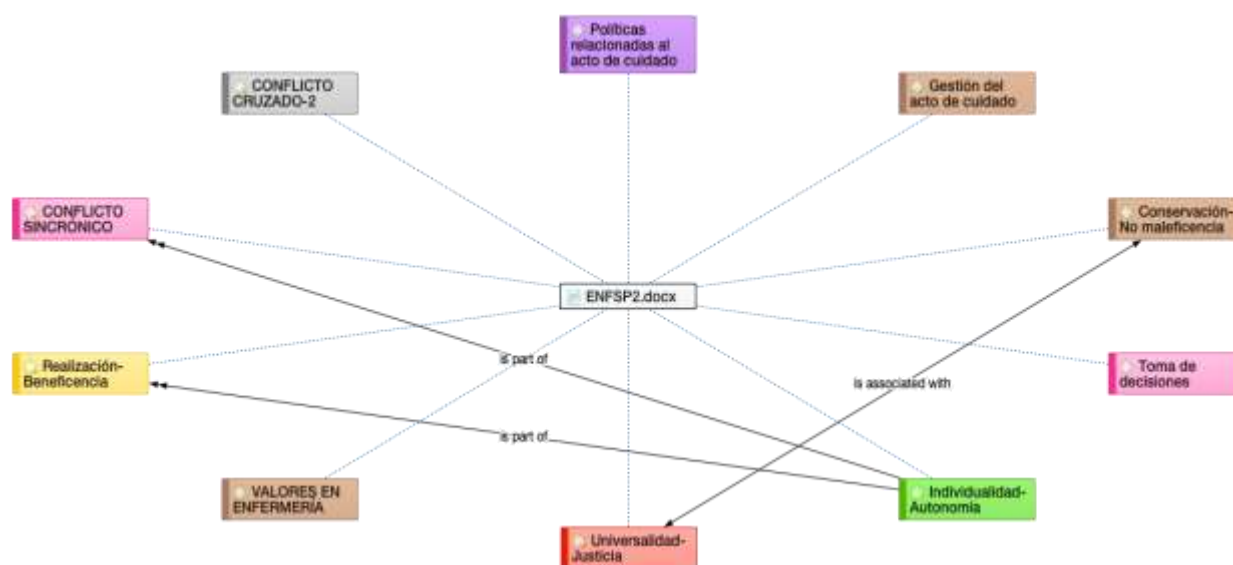 Políticas
relacionadas al
acto de cuidado
CONFLICTO
CRUZADO-2
Gestión del
acto de cuidado
CONFLICTO
SINCRÓNICO
Conservación-
No maleficencia
ENFSP2.docx
is part of
Realización-
Beneficencia
is associated with
Toma de
decisiones
is part of
VALORES EN
ENFERMERÍA
Individualidad-
Autonomía
Universalidad-
Justicia